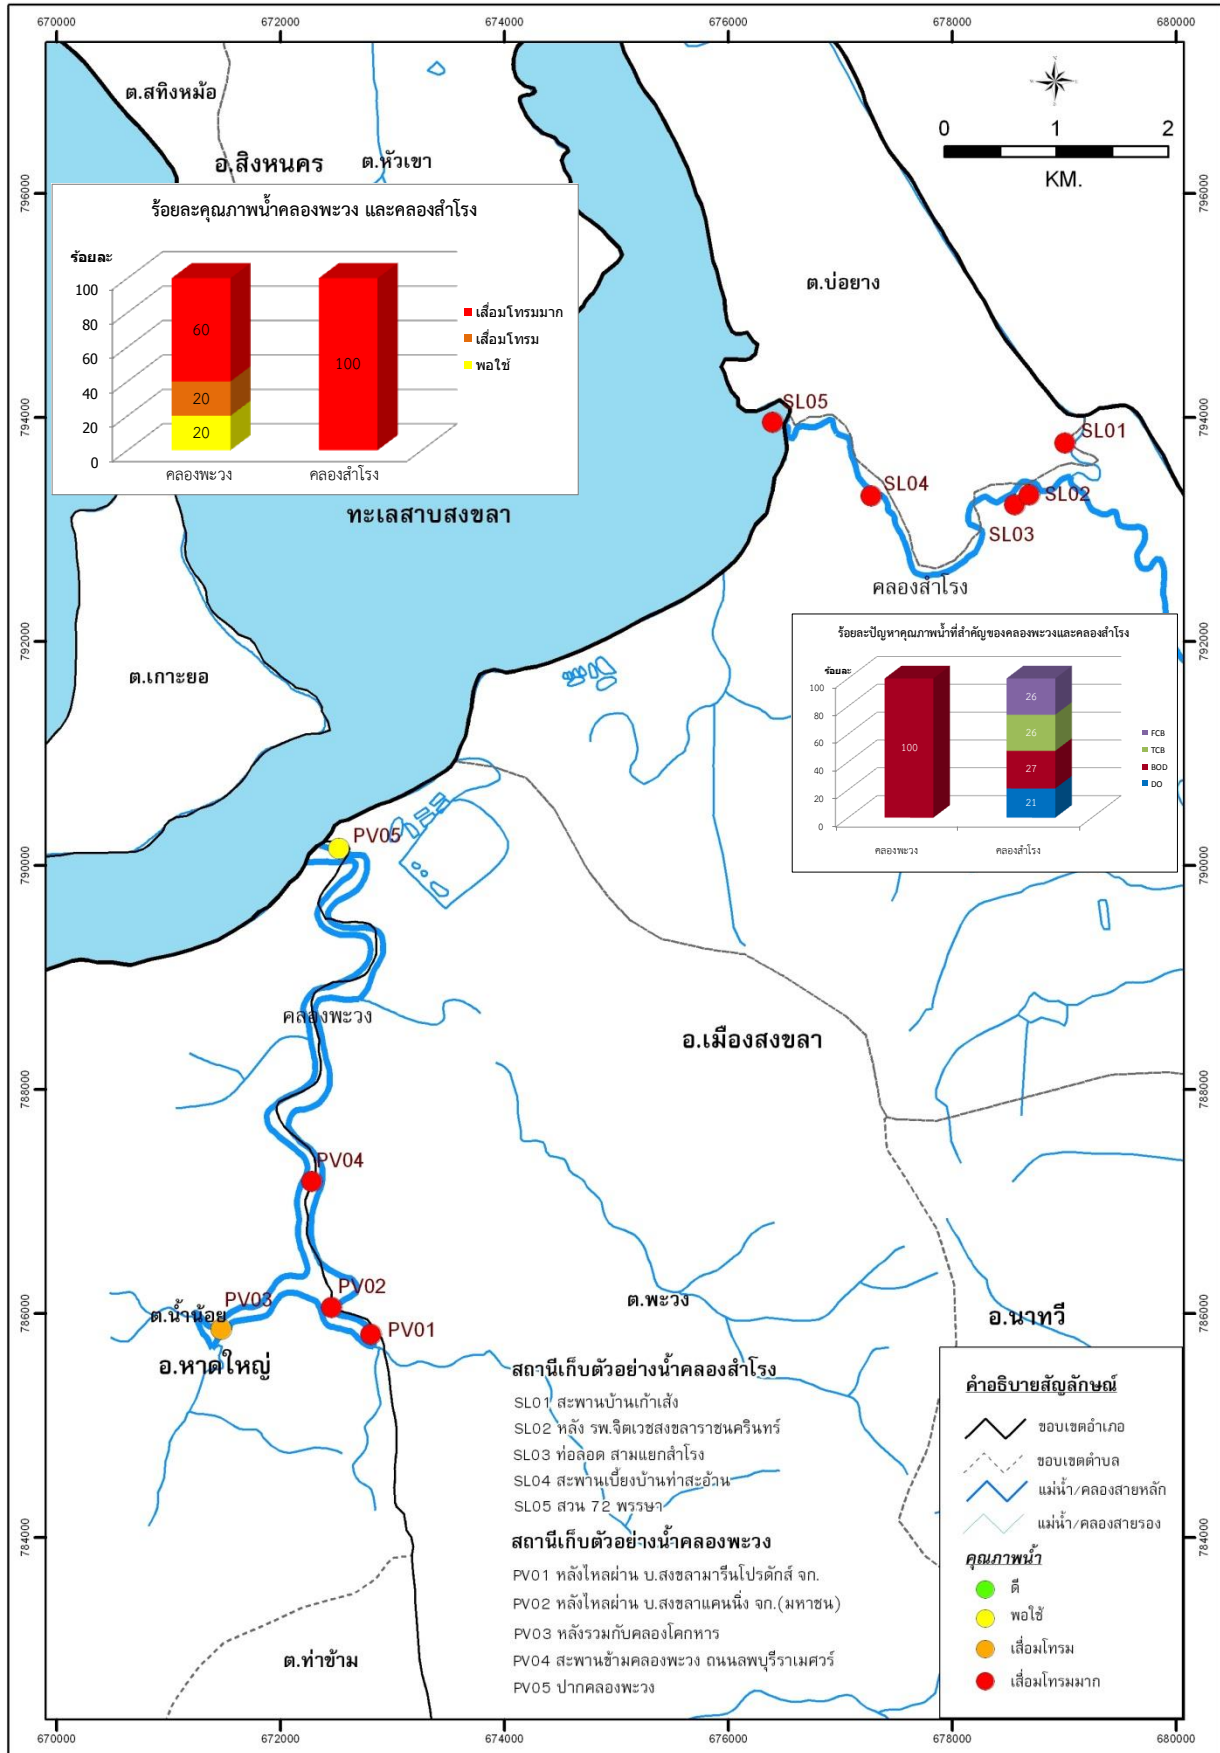 670000
672000
674000
676000
678000
680000
ต.สทิงหม้อ
อ.สิงหนคร
ต.หัวเขา
0 1 2
KM.
796000
796000
ร้อยละคุณภาพน้ำคลองพะวง และคลองสำโรง
ร้อยละ
100
80
60
40
20
0
60
20
20
100
คลองพะวง
คลองสำโรง
เสื่อมโทรมมาก
เสื่อมโทรม
พอใช้
ต.บ่อยาง
794000
794000
SL05
SL01
SL04
SL02
SL03
ทะเลสาบสงขลา
คลองสำโรง
792000
792000
ต.เกาะยอ
ร้อยละปัญหาคุณภาพน้ำที่สำคัญของคลองพะวงและคลองสำโรง
ร้อยละ
100
80
60
40
20
0
100
26
26
27
21
คลองพะวง
คลองสำโรง
FCB
TCB
BOD
DO
790000
790000
PV05
คลองพะวง
อ.เมืองสงขลา
788000
788000
PV04
PV02
PV03
PV01
ต.น้ำน้อย
อ.หาดใหญ่
ต.พะวง
อ.นาทวี
786000
786000
สถานีเก็บตัวอย่างน้ำคลองสำโรง
SL01 สะพานบ้านเก้าเส้ง
SL02 หลัง รพ.จิตเวชสงขลาราชนครินทร์
SL03 ท่อลอด สามแยกสำโรง
SL04 สะพานเบี้ยงบ้านท่าสะอ้าน
SL05 สวน 72 พรรษา
สถานีเก็บตัวอย่างน้ำคลองพะวง
PV01 หลังไหลผ่าน บ.สงขลามารีนโปรดักส์ จก.
PV02 หลังไหลผ่าน บ.สงขลาแคนนิ่ง จก.(มหาชน)
PV03 หลังรวมกับคลองโคกหาร
PV04 สะพานข้ามคลองพะวง ถนนลพบุรีราเมศวร์
PV05 ปากคลองพะวง
คำอธิบายสัญลักษณ์
ขอบเขตอำเภอ
ขอบเขตตำบล
แม่น้ำ/คลองสายหลัก
แม่น้ำ/คลองสายรอง
คุณภาพน้ำ
ดี
พอใช้
เสื่อมโทรม
เสื่อมโทรมมาก
784000
784000
ต.ท่าข้าม
670000
672000
674000
676000
678000
680000